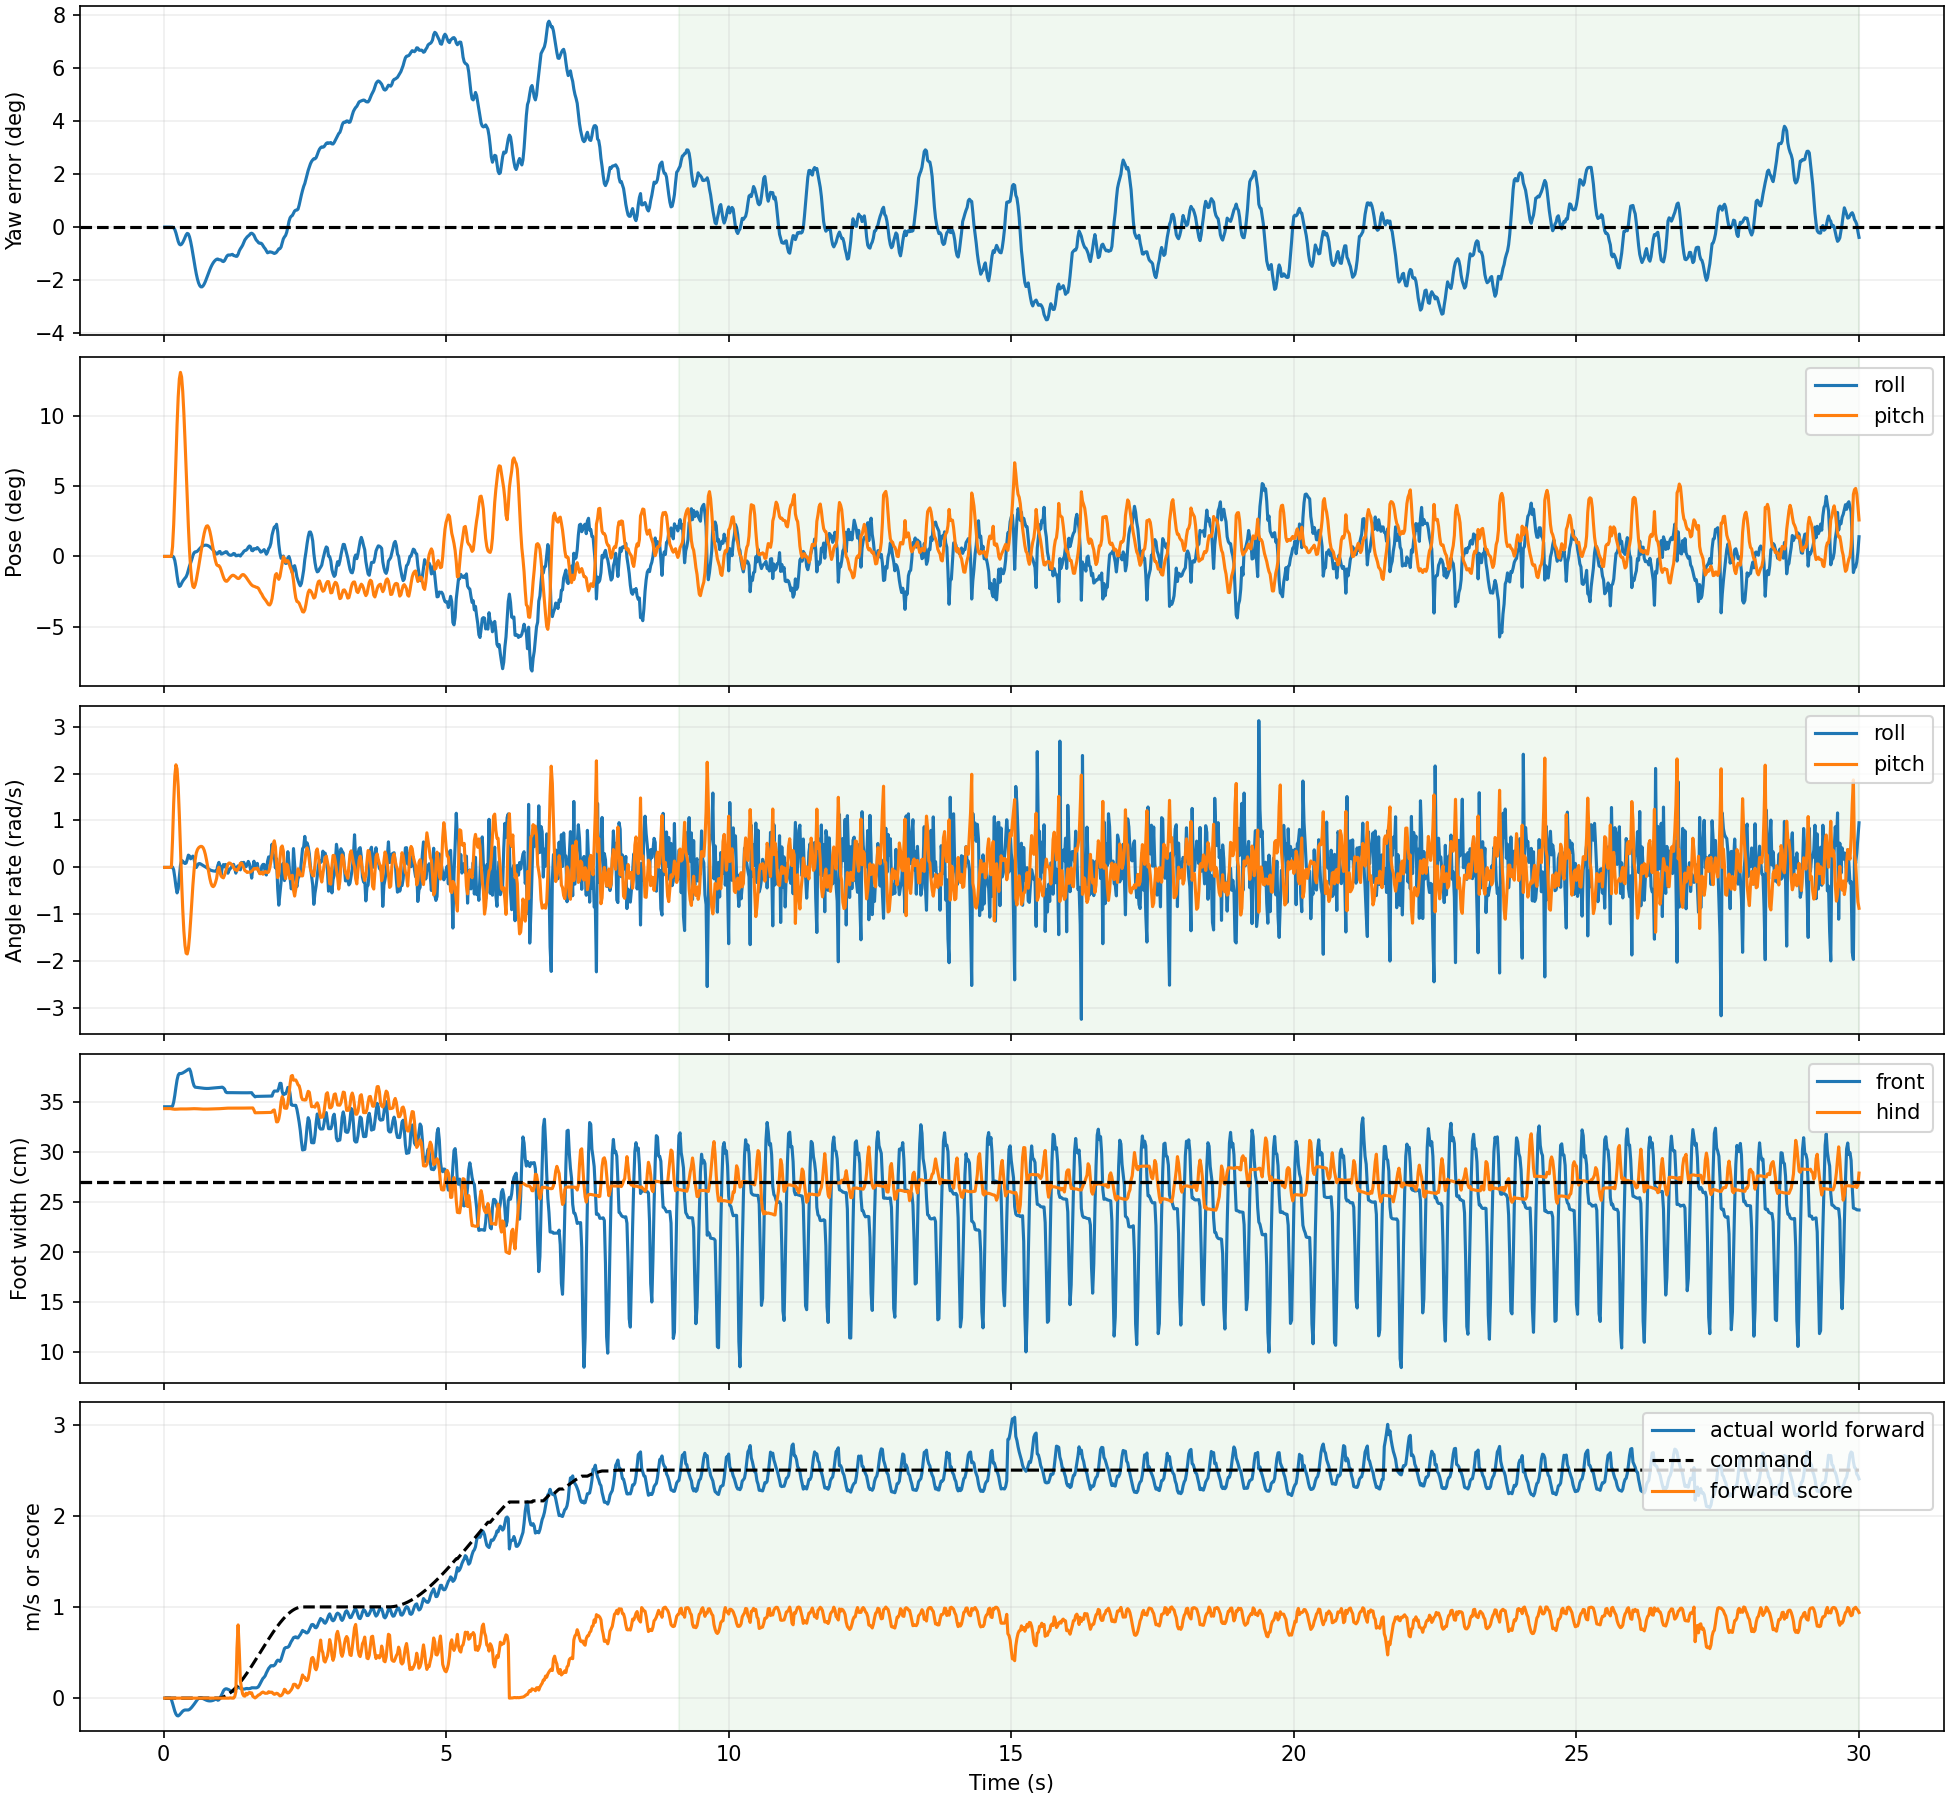 Yaw error (deg)
8
6
4
2
0
−2
−4
Pose (deg)
10
5
0
−5
roll
pitch
Angle rate (rad/s)
3
2
1
0
−1
−2
−3
roll
pitch
Foot width (cm)
35
30
25
20
15
10
front
hind
m/s or score
3
2
1
0
actual world forward
command
forward score
0
5
10
15
20
25
30
Time (s)